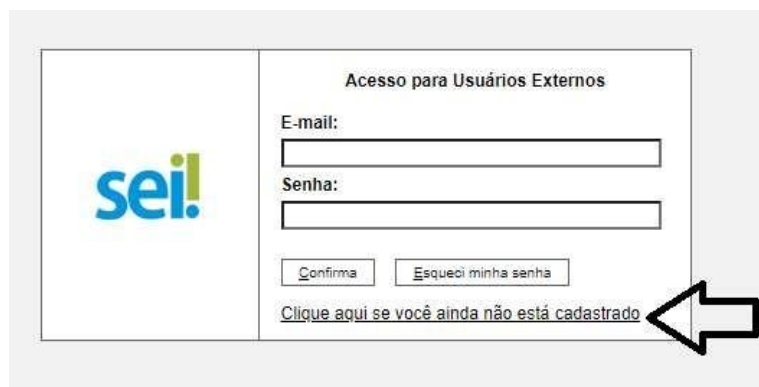 sei!
Acesso para Usuários Externos
E-mail:
Senha:
Confirma
Esqueci minha senha
Clique aqui se você ainda não está cadastrado